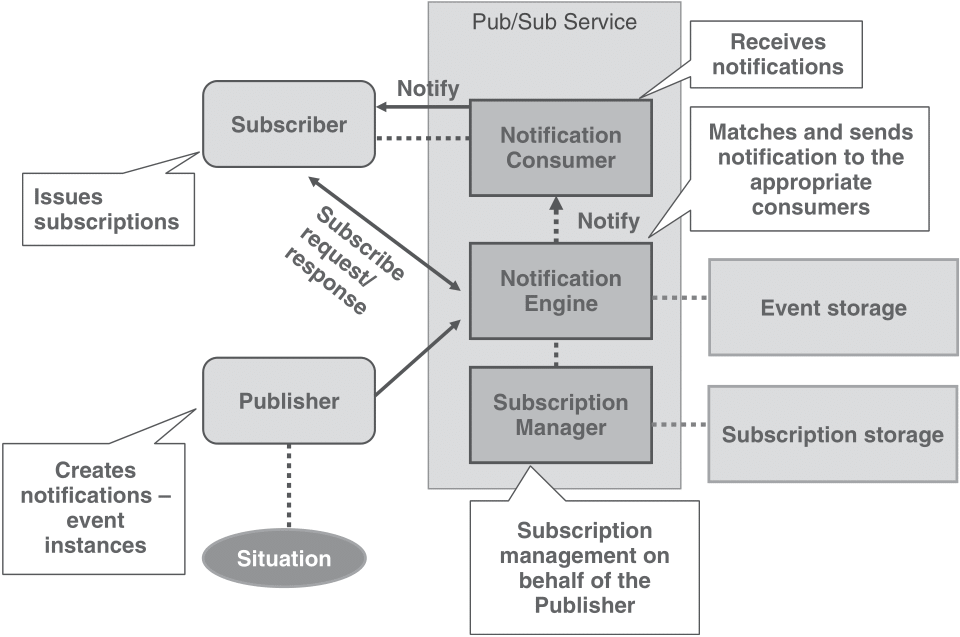 Pub/Sub Service
Receives
notifications
Notify
Subscriber
Notification
Consumer
Matches and sends
notification to the
appropriate
consumers
Issues
subscriptions
Notify
Subscribe
request/
response
Notification
Engine
Event storage
Publisher
Subscription
Manager
Subscription storage
Creates
notifications –
event
instances
Situation
Subscription
management on
behalf of the
Publisher